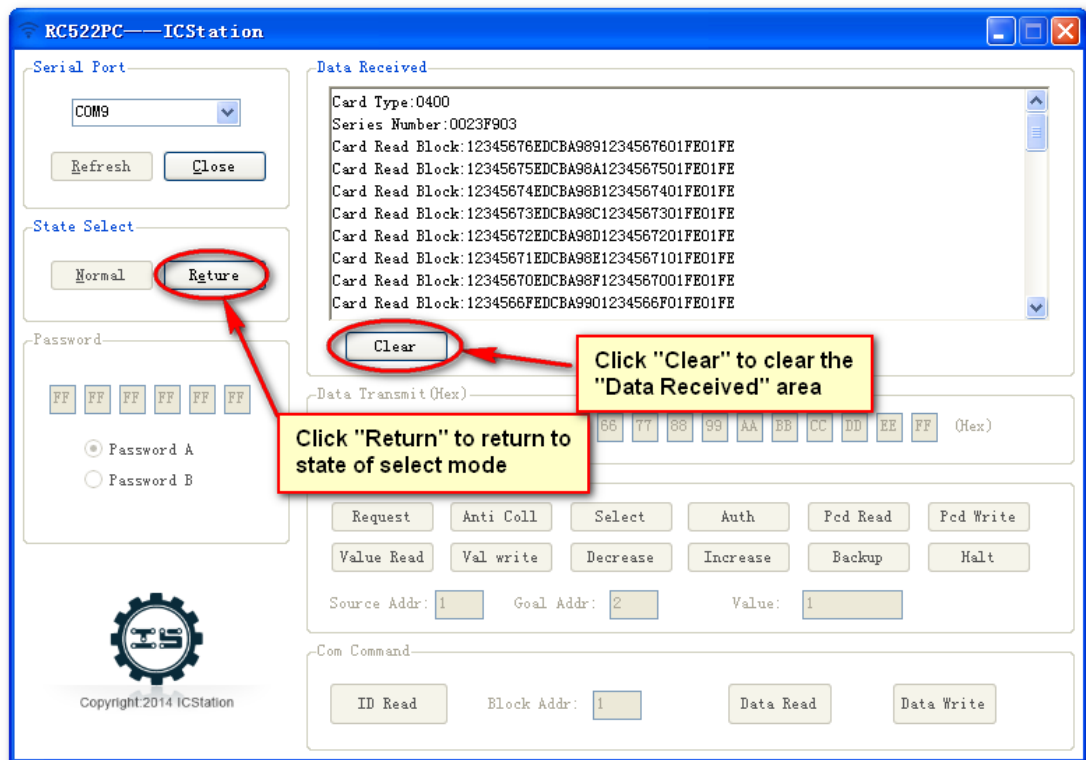 RC522PC——ICStation
Serial Port
COM9
Refresh
Close
State Select
Normal
Reture
Password
FF FF FF FF FF FF
Password A
Password B
IS
Copyright:2014 ICStation
Data Received
Card Type:0400
Series Number:0023F903
Card Read Block:12345676EDCBA9891234567601FE01FE
Card Read Block:12345675EDCBA98A1234567501FE01FE
Card Read Block:12345674EDCBA98B1234567401FE01FE
Card Read Block:12345673EDCBA98C1234567301FE01FE
Card Read Block:12345672EDCBA98D1234567201FE01FE
Card Read Block:12345671EDCBA98E1234567101FE01FE
Card Read Block:12345670EDCBA98F1234567001FE01FE
Card Read Block:1234566FEDCBA9901234566F01FE01FE
Clear
Click "Clear" to clear the
"Data Received" area
Click "Return" to return to
state of select mode
Data Transmit(Hex)
66 77 88 99 AA BB CC DD EE FF (Hex)
Request Anti Coll Select Auth Pcd Read Pcd Write
Value Read Val write Decrease Increase Backup Halt
Source Addr: 1 Goal Addr: 2 Value: 1
Com Command
ID Read Block Addr: 1 Data Read Data Write